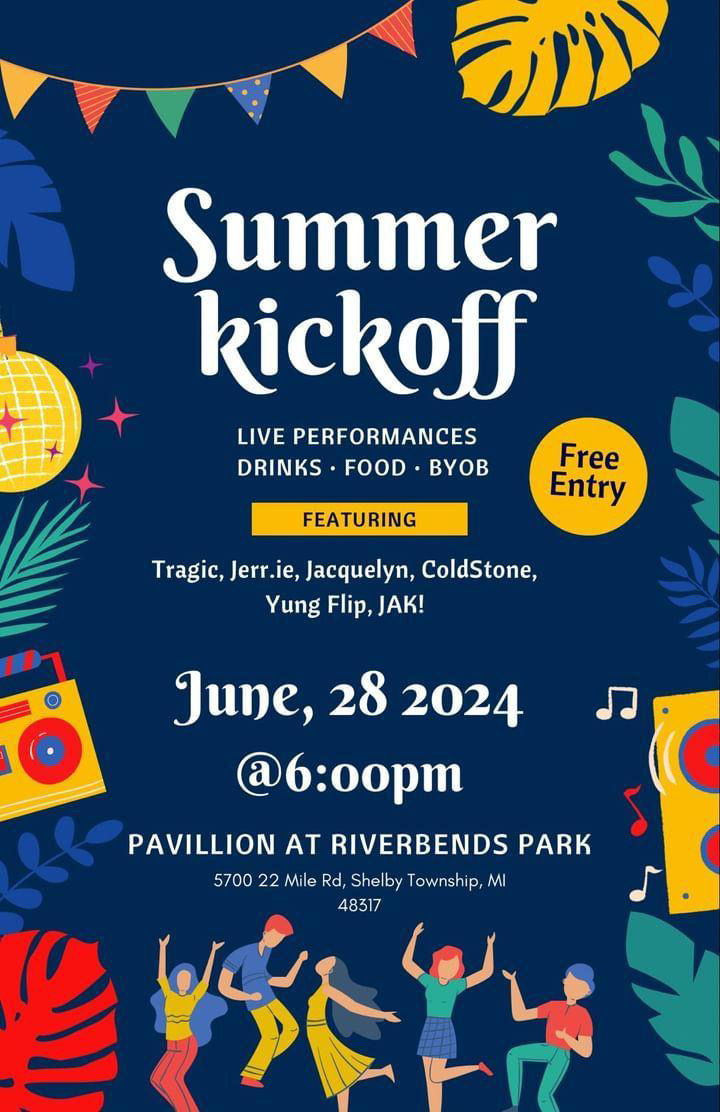 Summer
kickoff
LIVE PERFORMANCES
DRINKS · FOOD · BYOB
Free
Entry
FEATURING
Tragic, Jerr.ie, Jacquelyn, ColdStone,
Yung Flip, JAK!
June, 28 2024
@6:00pm
PAVILLION AT RIVERBENDS PARK
5700 22 Mile Rd, Shelby Township, MI
48317